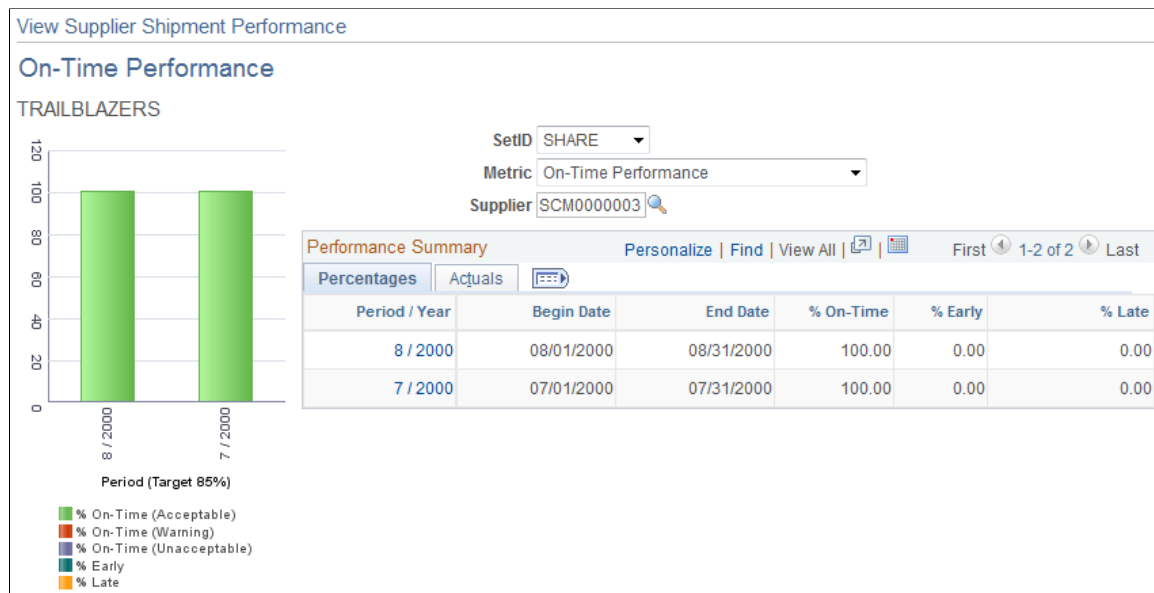 View Supplier Shipment Performance
On-Time Performance
TRAILBLAZERS
120
100
80
60
40
20
0
8 / 2000
7 / 2000
Period (Target 85%)
% On-Time (Acceptable)
% On-Time (Warning)
% On-Time (Unacceptable)
% Early
% Late
SetID SHARE
Metric On-Time Performance
Supplier SCM0000003
Performance Summary Personalize | Find | View All | | First 1-2 of 2 Last
Percentages Actuals
Period / Year Begin Date End Date % On-Time % Early % Late
8 / 2000 08/01/2000 08/31/2000 100.00 0.00 0.00
7 / 2000 07/01/2000 07/31/2000 100.00 0.00 0.00